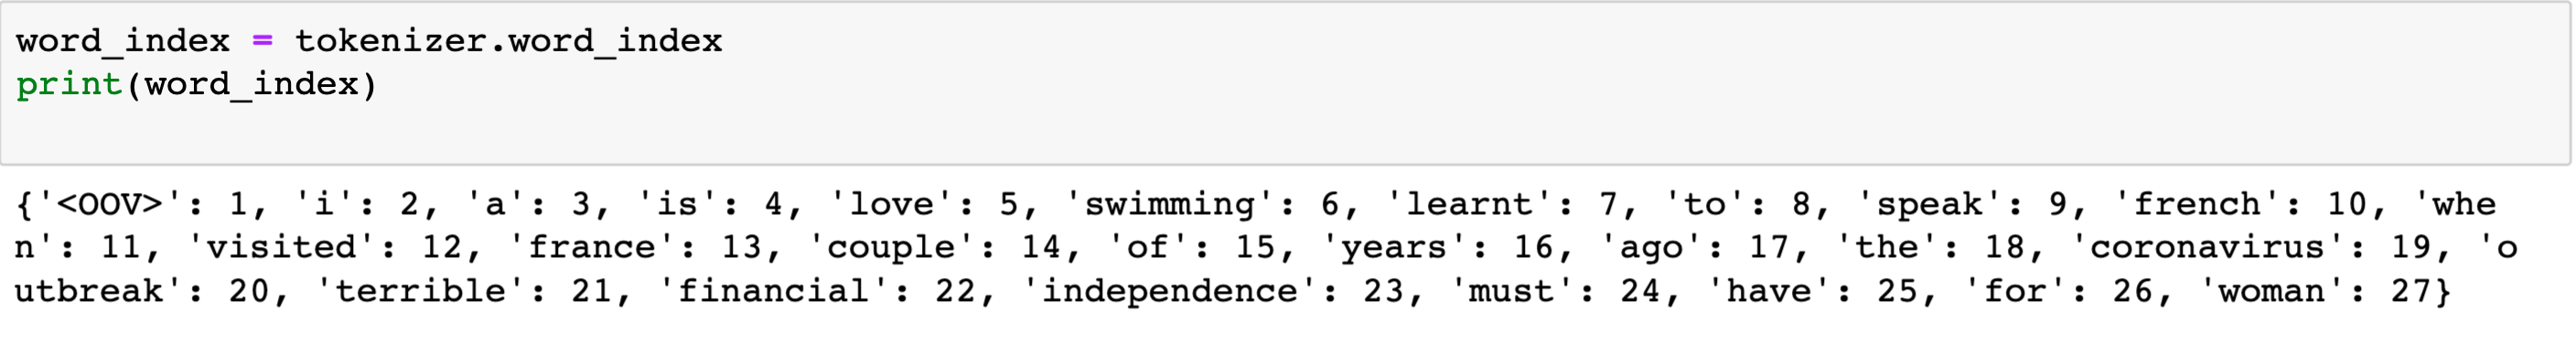 word_index = tokenizer.word_index
print(word_index)
{'<OOV>': 1, 'i': 2, 'a': 3, 'is': 4, 'love': 5, 'swimming': 6, 'learnt': 7, 'to': 8, 'speak': 9, 'french': 10, 'whe
n': 11, 'visited': 12, 'france': 13, 'couple': 14, 'of': 15, 'years': 16, 'ago': 17, 'the': 18, 'coronavirus': 19, 'o
utbreak': 20, 'terrible': 21, 'financial': 22, 'independence': 23, 'must': 24, 'have': 25, 'for': 26, 'woman': 27}